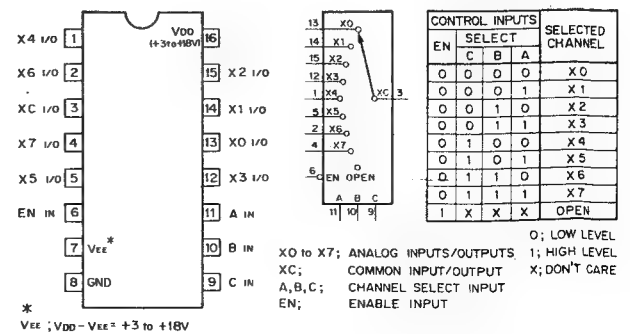 X4 I/O 1
VDD
(+3to+18V)
16
X6 I/O 2
15 X2 I/O
XC I/O 3
14 X1 I/O
X7 I/O 4
13 X0 I/O
X5 I/O 5
12 X3 I/O
EN IN 6
11 A IN
7 VEE*
10 B IN
8 GND
9 C IN
*
VEE ; VDD - VEE = +3 to +18V
13 X0
14 X1
15 X2
12 X3
1 X4
XC 3
5 X5
2 X6
4 X7
6 EN OPEN
A B C
11 10 9
CONTROL INPUTS SELECTED CHANNEL
EN SELECT
C B A
0 0 0 0 X0
0 0 0 1 X1
0 0 1 0 X2
0 0 1 1 X3
0 1 0 0 X4
0 1 0 1 X5
0 1 1 0 X6
0 1 1 1 X7
1 X X X OPEN
0; LOW LEVEL
X0 to X7; ANALOG INPUTS/OUTPUTS 1; HIGH LEVEL
XC; COMMON INPUT/OUTPUT X; DON'T CARE
A,B,C; CHANNEL SELECT INPUT
EN; ENABLE INPUT